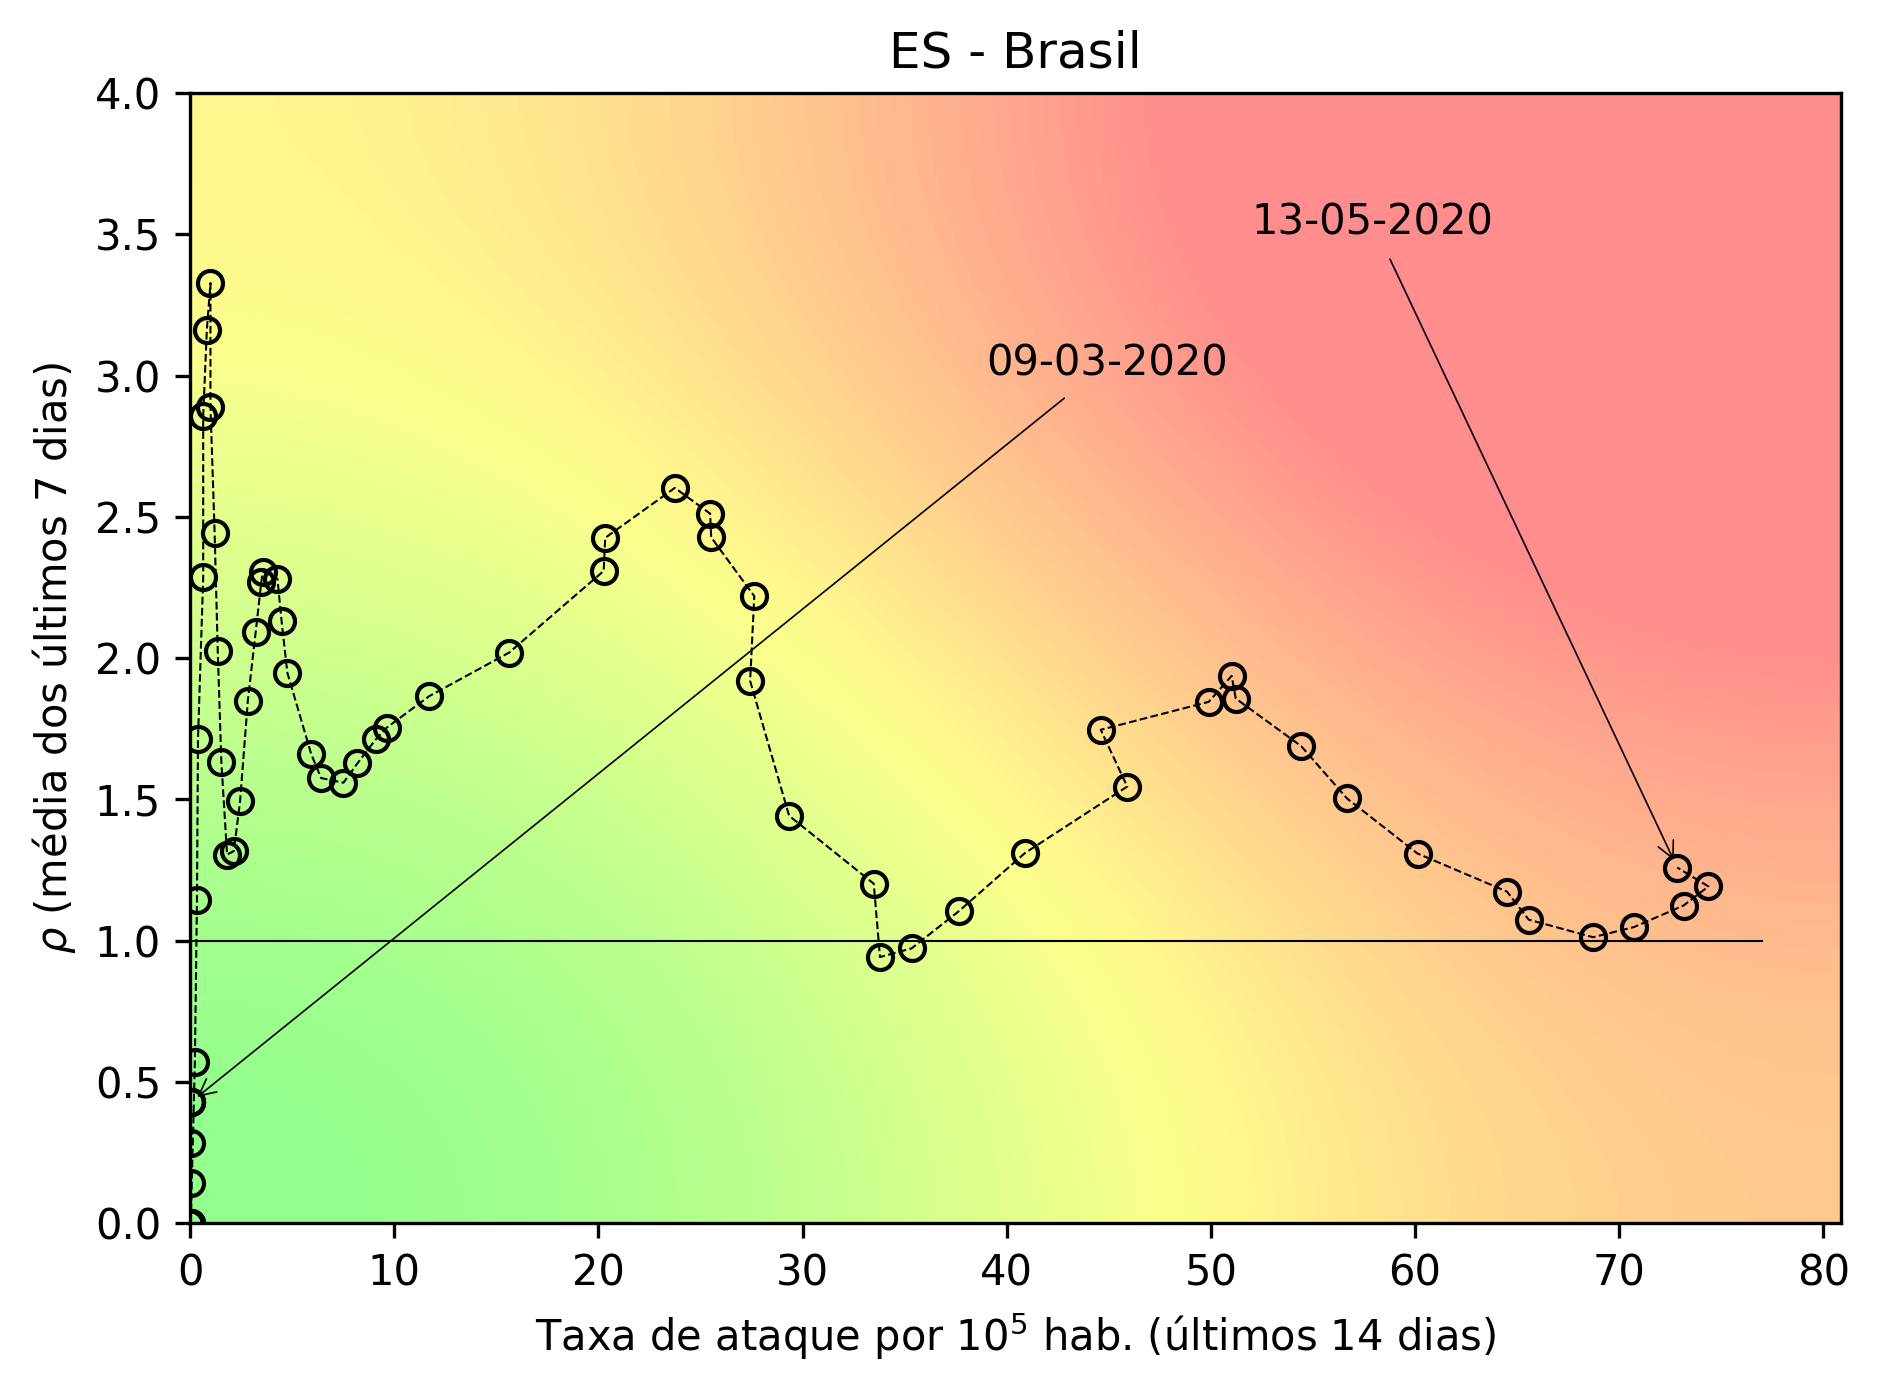 ES - Brasil
4.0
3.5
3.0
2.5
2.0
1.5
1.0
0.5
0.0
ρ (média dos últimos 7 dias)
13-05-2020
09-03-2020
0 10 20 30 40 50 60 70 80
Taxa de ataque por 10⁵ hab. (últimos 14 dias)